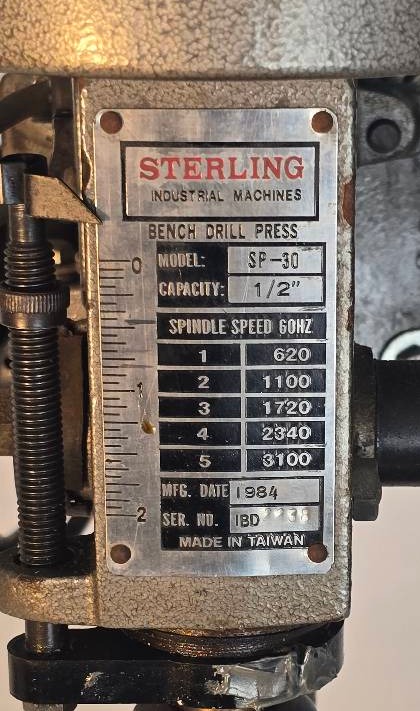 STERLING
INDUSTRIAL MACHINES
BENCH DRILL PRESS
0
MODEL: SP-30
CAPACITY: 1/2"
SPINDLE SPEED 60HZ
1 620
2 1100
1
3 1720
4 2340
5 3100
MFG. DATE 1984
2
SER. NU. IBD
MADE IN TAIWAN